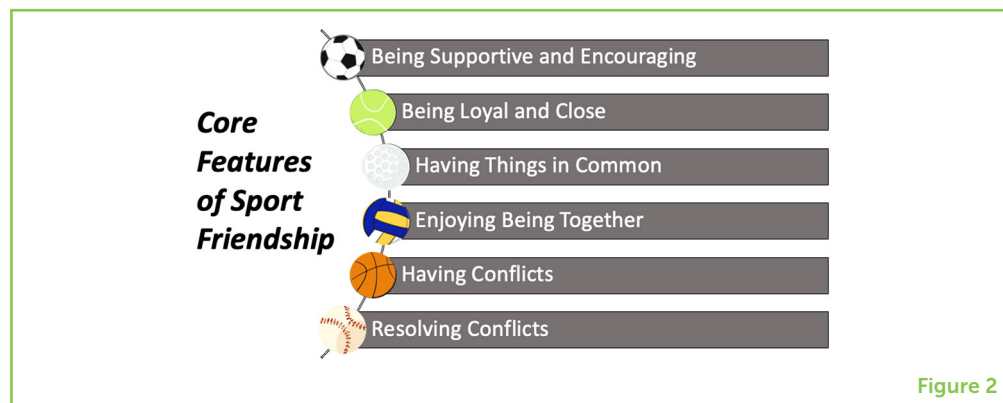 Core
Features
of Sport
Friendship
Being Supportive and Encouraging
Being Loyal and Close
Having Things in Common
Enjoying Being Together
Having Conflicts
Resolving Conflicts
Figure 2